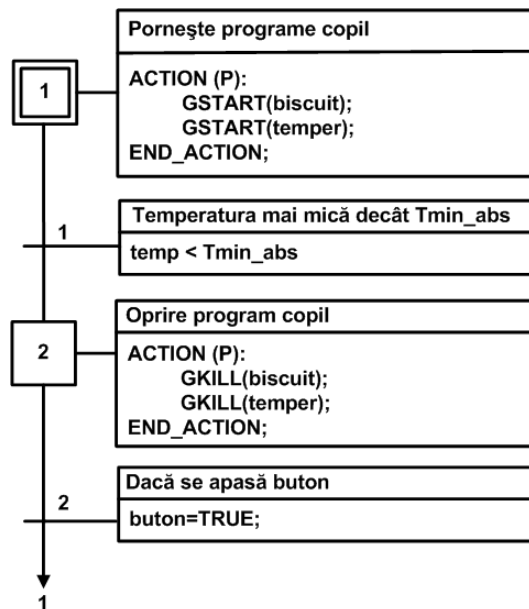 Pornește programe copil
1
ACTION (P):
GSTART(biscuit);
GSTART(temper);
END_ACTION;
1
Temperatura mai mică decât Tmin_abs
temp < Tmin_abs
Oprire program copil
2
ACTION (P):
GKILL(biscuit);
GKILL(temper);
END_ACTION;
2
Dacă se apasă buton
buton=TRUE;
1